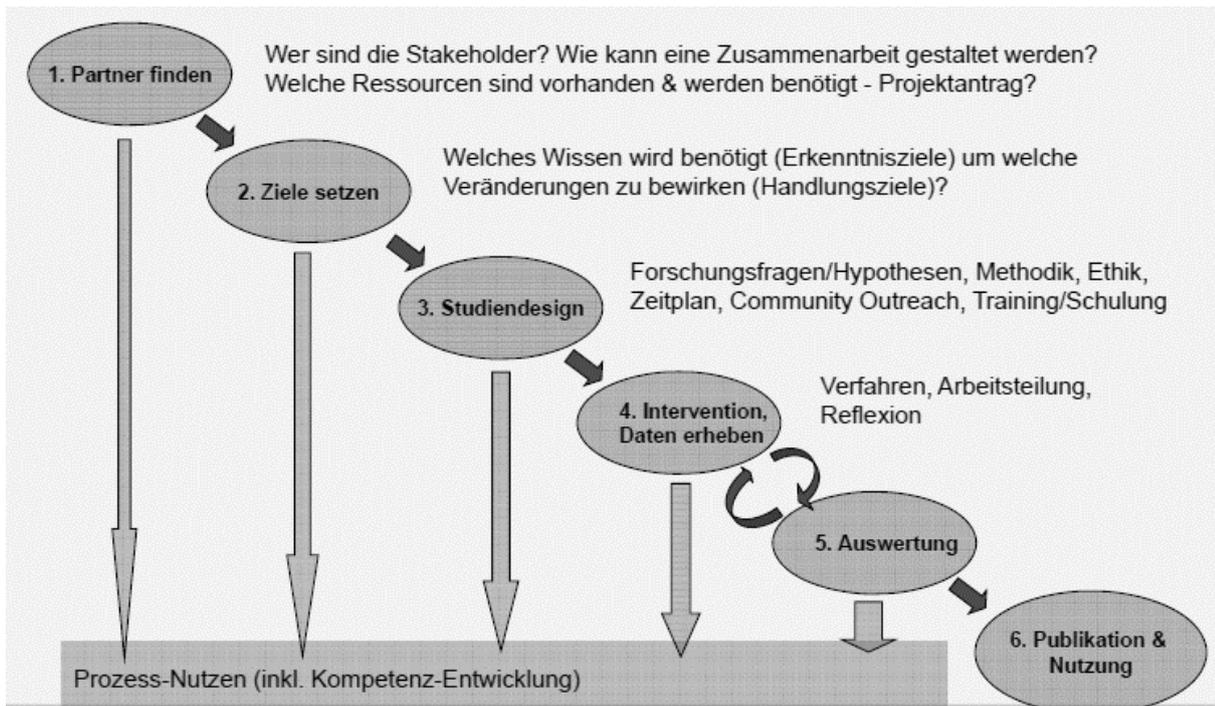 1. Partner finden
Wer sind die Stakeholder? Wie kann eine Zusammenarbeit gestaltet werden?
Welche Ressourcen sind vorhanden & werden benötigt - Projektantrag?
2. Ziele setzen
Welches Wissen wird benötigt (Erkenntnisziele) um welche
Veränderungen zu bewirken (Handlungsziele)?
3. Studiendesign
Forschungsfragen/Hypothesen, Methodik, Ethik,
Zeitplan, Community Outreach, Training/Schulung
4. Intervention,
Daten erheben
Verfahren, Arbeitsteilung,
Reflexion
5. Auswertung
6. Publikation &
Nutzung
Prozess-Nutzen (inkl. Kompetenz-Entwicklung)